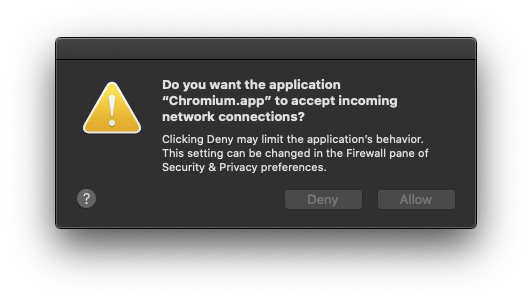 Do you want the application
“Chromium.app” to accept incoming
network connections?
Clicking Deny may limit the application’s behavior.
This setting can be changed in the Firewall pane of
Security & Privacy preferences.
?
Deny
Allow